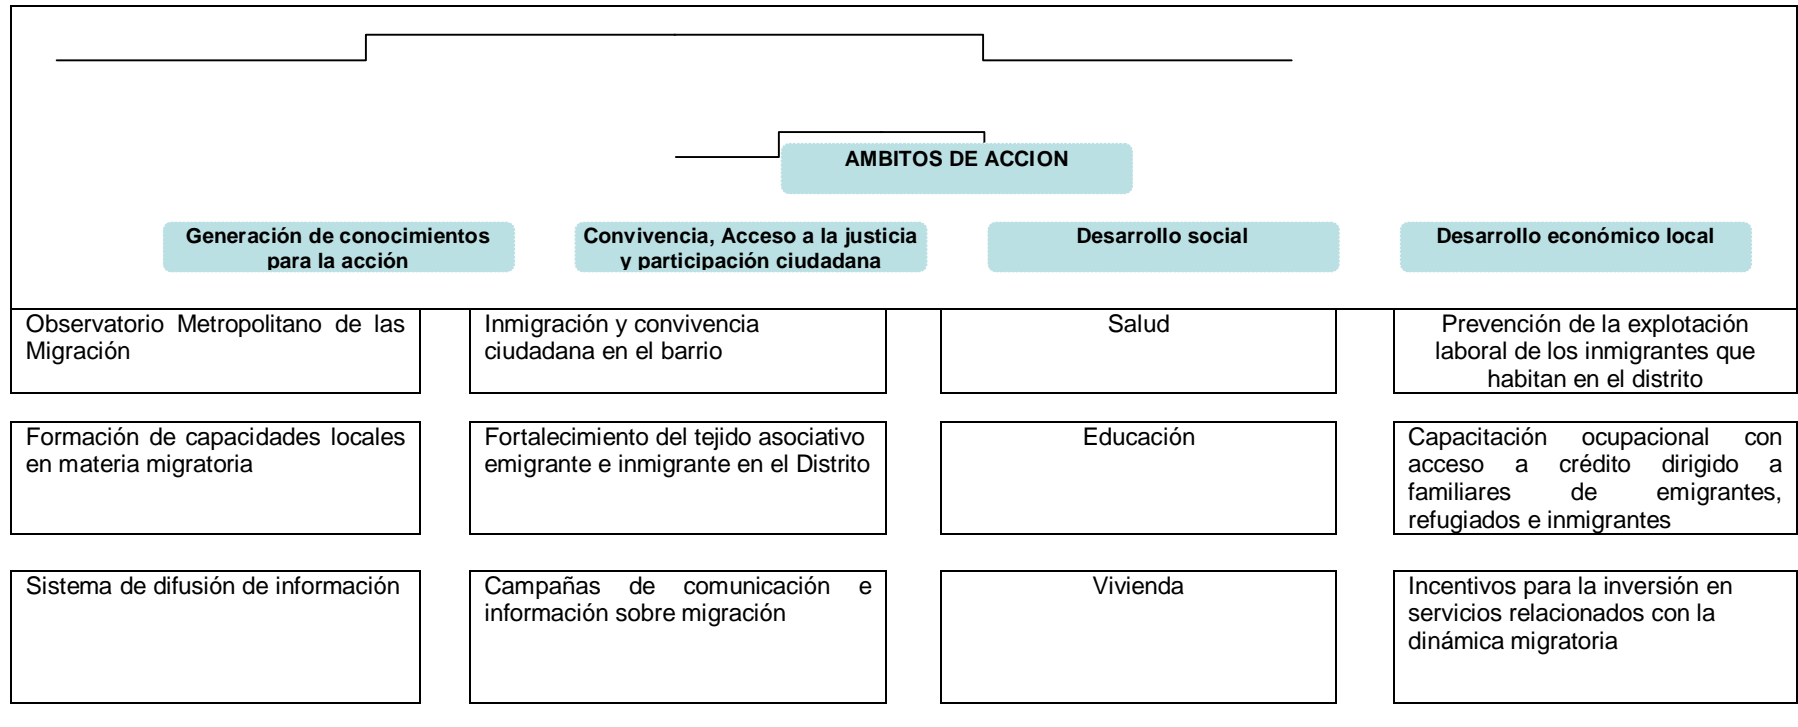 AMBITOS DE ACCION
Generación de conocimientos
para la acción
Convivencia, Acceso a la justicia
y participación ciudadana
Desarrollo social
Desarrollo económico local
Observatorio Metropolitano de las
Migración
Inmigración y convivencia
ciudadana en el barrio
Salud
Prevención de la explotación
laboral de los inmigrantes que
habitan en el distrito
Formación de capacidades locales
en materia migratoria
Fortalecimiento del tejido asociativo
emigrante e inmigrante en el Distrito
Educación
Capacitación ocupacional con
acceso a crédito dirigido a
familiares de emigrantes,
refugiados e inmigrantes
Sistema de difusión de información
Campañas de comunicación e
información sobre migración
Vivienda
Incentivos para la inversión en
servicios relacionados con la
dinámica migratoria